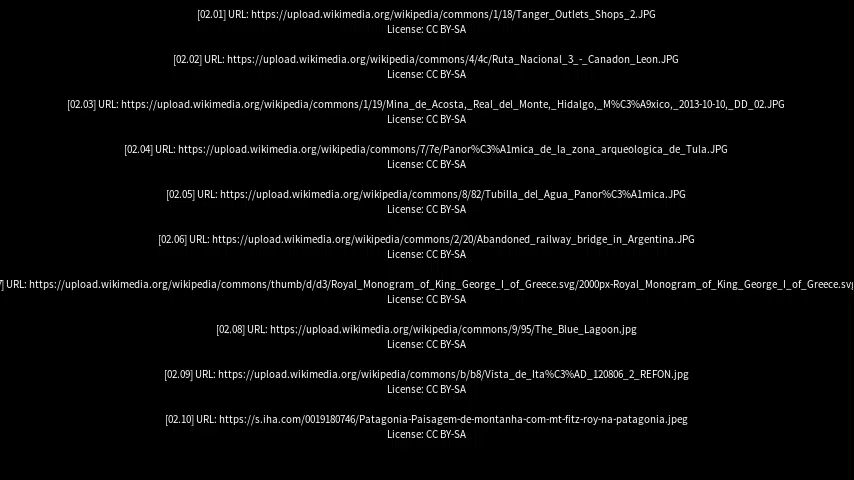 [02.01] URL: https://upload.wikimedia.org/wikipedia/commons/1/18/Tanger_Outlets_Shops_2.JPG
License: CC BY-SA
[02.02] URL: https://upload.wikimedia.org/wikipedia/commons/4/4c/Ruta_Nacional_3_-_Canadon_Leon.JPG
License: CC BY-SA
[02.03] URL: https://upload.wikimedia.org/wikipedia/commons/1/19/Mina_de_Acosta,_Real_del_Monte,_Hidalgo,_M%C3%A9xico,_2013-10-10,_DD_02.JPG
License: CC BY-SA
[02.04] URL: https://upload.wikimedia.org/wikipedia/commons/7/7e/Panor%C3%A1mica_de_la_zona_arqueologica_de_Tula.JPG
License: CC BY-SA
[02.05] URL: https://upload.wikimedia.org/wikipedia/commons/8/82/Tubilla_del_Agua_Panor%C3%A1mica.JPG
License: CC BY-SA
[02.06] URL: https://upload.wikimedia.org/wikipedia/commons/2/20/Abandoned_railway_bridge_in_Argentina.JPG
License: CC BY-SA
] URL: https://upload.wikimedia.org/wikipedia/commons/thumb/d/d3/Royal_Monogram_of_King_George_I_of_Greece.svg/2000px-Royal_Monogram_of_King_George_I_of_Greece.svg
License: CC BY-SA
[02.08] URL: https://upload.wikimedia.org/wikipedia/commons/9/95/The_Blue_Lagoon.jpg
License: CC BY-SA
[02.09] URL: https://upload.wikimedia.org/wikipedia/commons/b/b8/Vista_de_Ita%C3%AD_120806_2_REFON.jpg
License: CC BY-SA
[02.10] URL: https://s.iha.com/0019180746/Patagonia-Paisagem-de-montanha-com-mt-fitz-roy-na-patagonia.jpeg
License: CC BY-SA